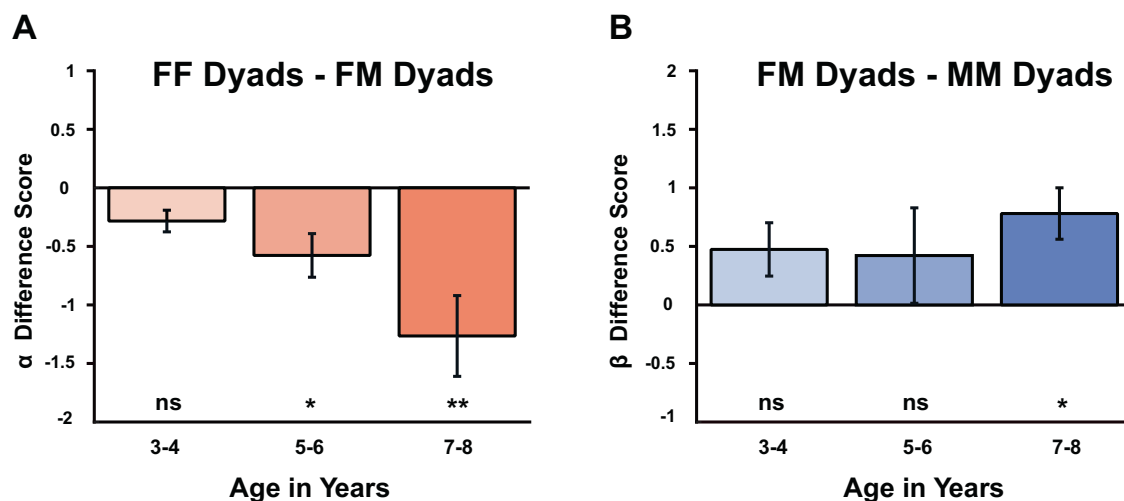 A
FF Dyads - FM Dyads
α Difference Score
1
0.5
0
-0.5
-1
-1.5
-2
ns * **
3-4 5-6 7-8
Age in Years
B
FM Dyads - MM Dyads
β Difference Score
2
1.5
1
0.5
0
-0.5
-1
ns ns *
3-4 5-6 7-8
Age in Years